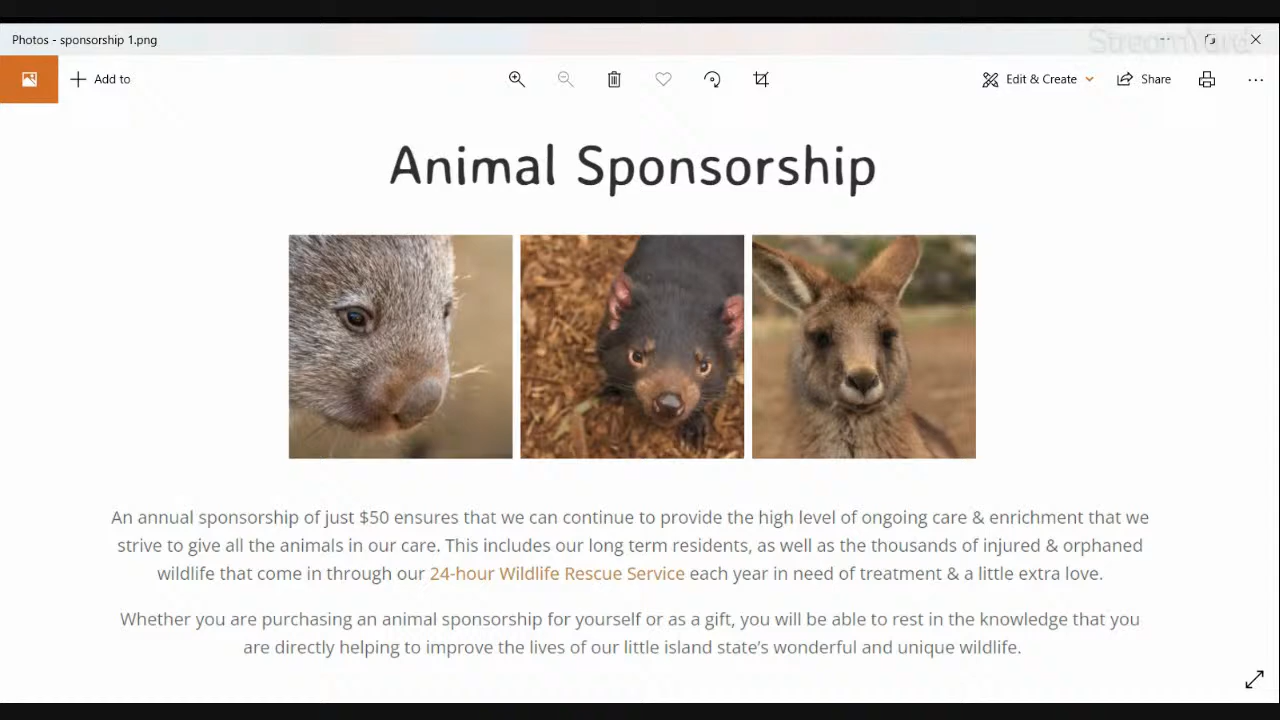 StreamYard
Photos - sponsorship 1.png
Add to
Edit & Create
Share
Animal Sponsorship
An annual sponsorship of just $50 ensures that we can continue to provide the high level of ongoing care & enrichment that we
strive to give all the animals in our care. This includes our long term residents, as well as the thousands of injured & orphaned
wildlife that come in through our 24-hour Wildlife Rescue Service each year in need of treatment & a little extra love.
Whether you are purchasing an animal sponsorship for yourself or as a gift, you will be able to rest in the knowledge that you
are directly helping to improve the lives of our little island state’s wonderful and unique wildlife.